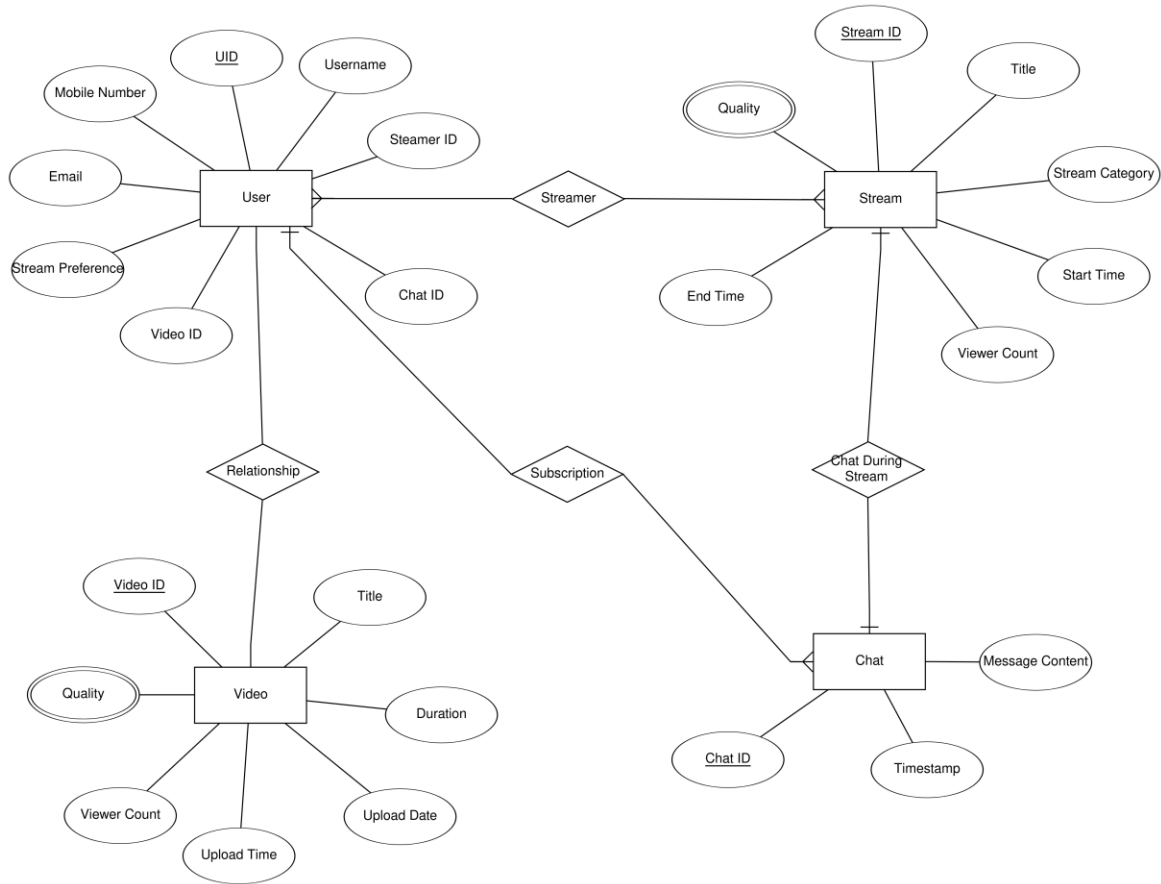 Stream ID
UID
Username
Title
Mobile Number
Quality
Steamer ID
Stream Category
Email
User
Streamer
Stream
Stream Preference
Start Time
Chat ID
End Time
Video ID
Viewer Count
Relationship
Subscription
Chat During
Stream
Video ID
Title
Chat
Message Content
Quality
Video
Duration
Chat ID
Timestamp
Viewer Count
Upload Date
Upload Time